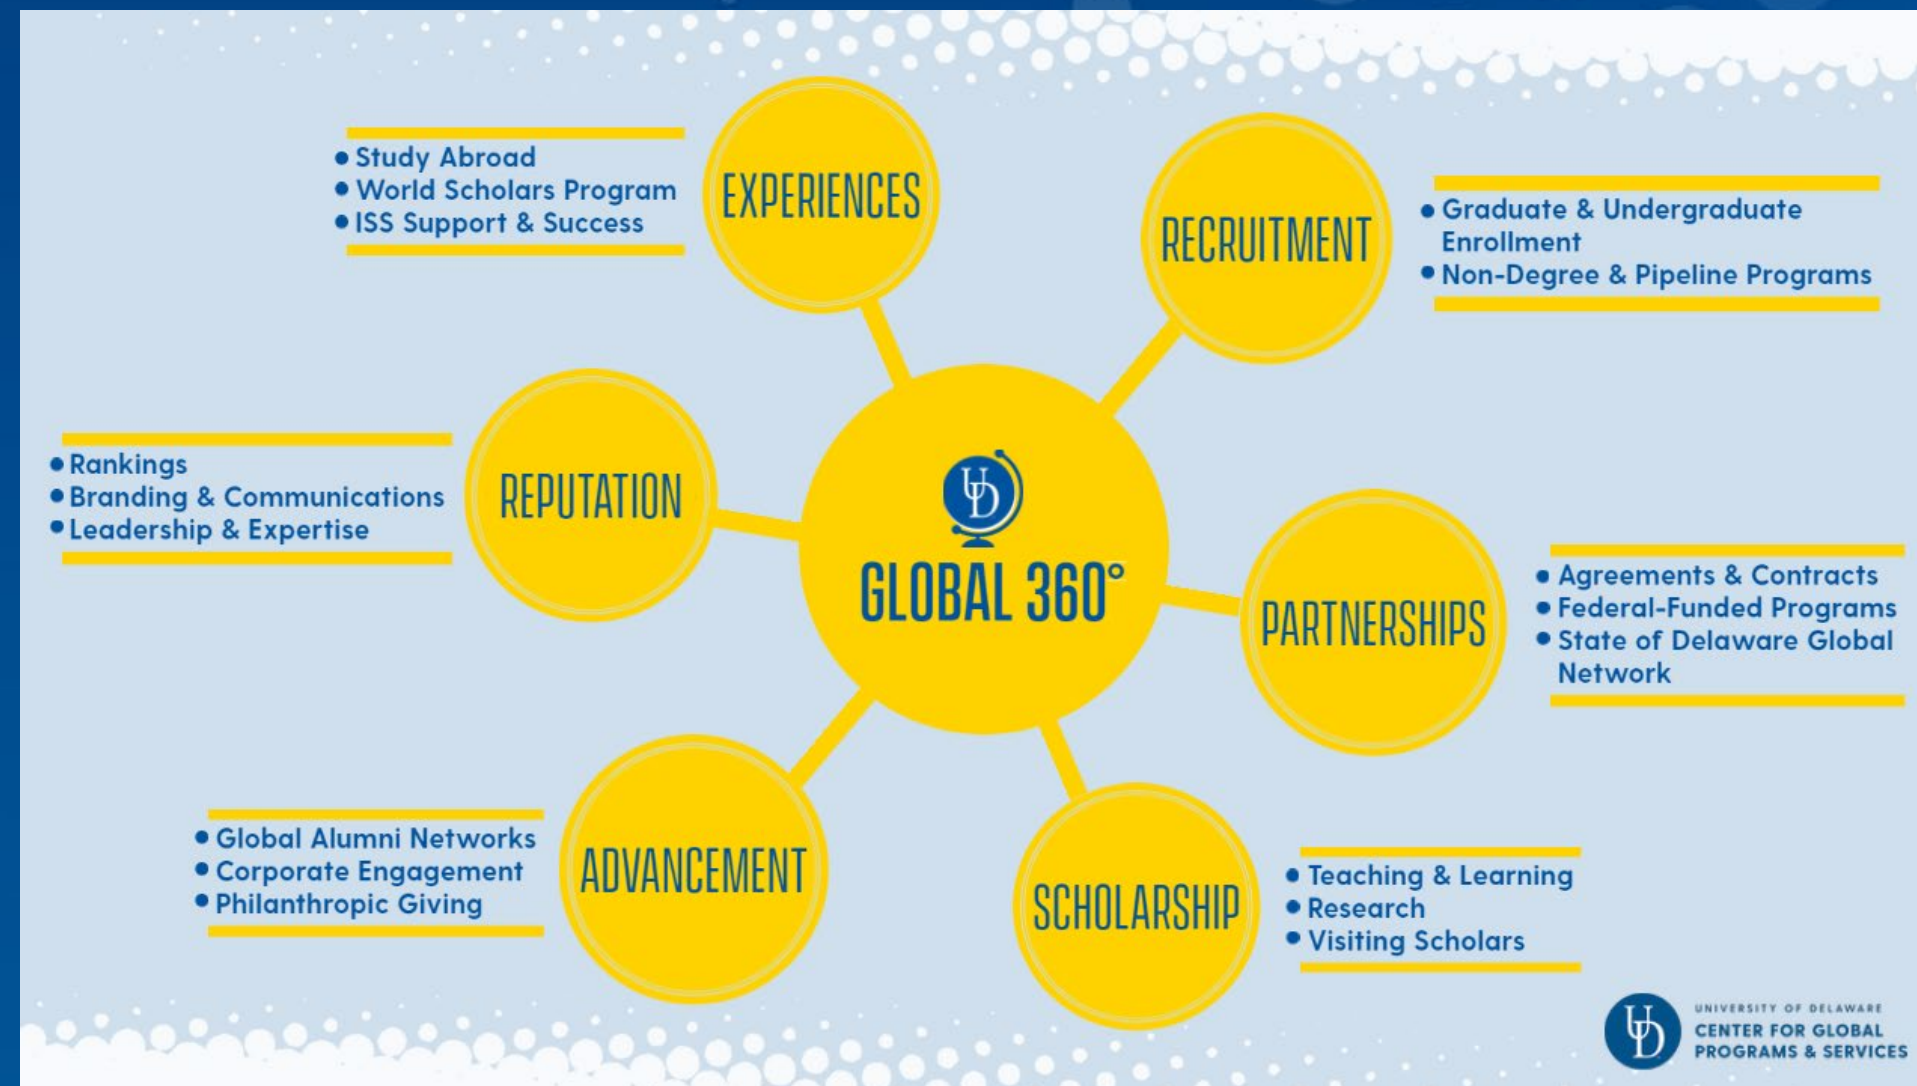 EXPERIENCES
• Study Abroad
• World Scholars Program
• ISS Support & Success
RECRUITMENT
• Graduate & Undergraduate
Enrollment
• Non-Degree & Pipeline Programs
REPUTATION
• Rankings
• Branding & Communications
• Leadership & Expertise
UD
GLOBAL 360°
PARTNERSHIPS
• Agreements & Contracts
• Federal-Funded Programs
• State of Delaware Global
Network
ADVANCEMENT
• Global Alumni Networks
• Corporate Engagement
• Philanthropic Giving
SCHOLARSHIP
• Teaching & Learning
• Research
• Visiting Scholars
UD
UNIVERSITY OF DELAWARE
CENTER FOR GLOBAL
PROGRAMS & SERVICES